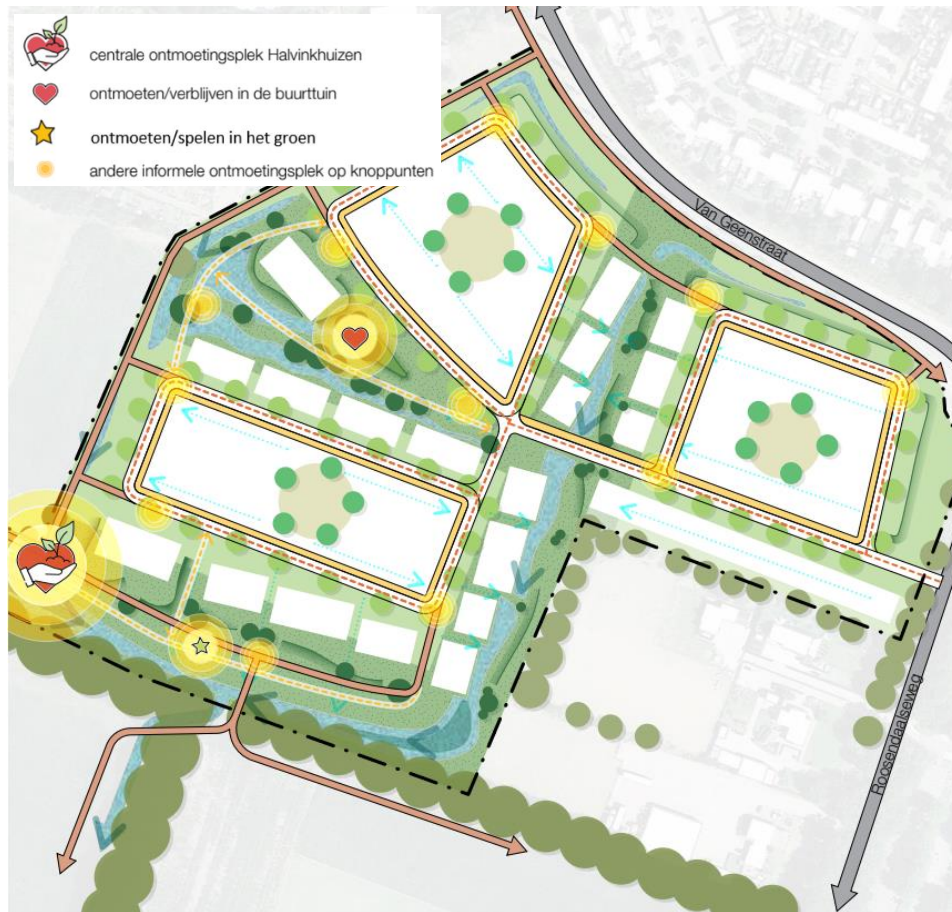 centrale ontmoetingsplek Halvinkhuizen
ontmoeten/verblijven in de buurttuin
ontmoeten/spelen in het groen
andere informele ontmoetingsplek op knoppunten
Van Geenstraat
Roosendaalseweg